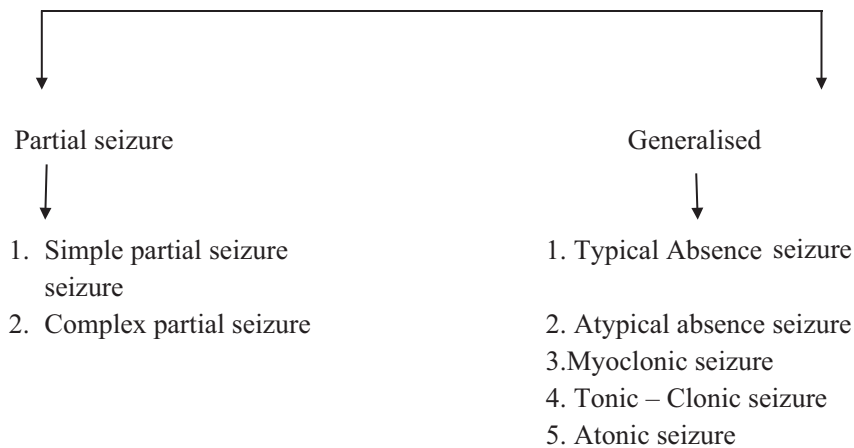 Partial seizure
Generalised
1. Simple partial seizure
seizure
2. Complex partial seizure
1. Typical Absence seizure
2. Atypical absence seizure
3.Myoclonic seizure
4. Tonic – Clonic seizure
5. Atonic seizure